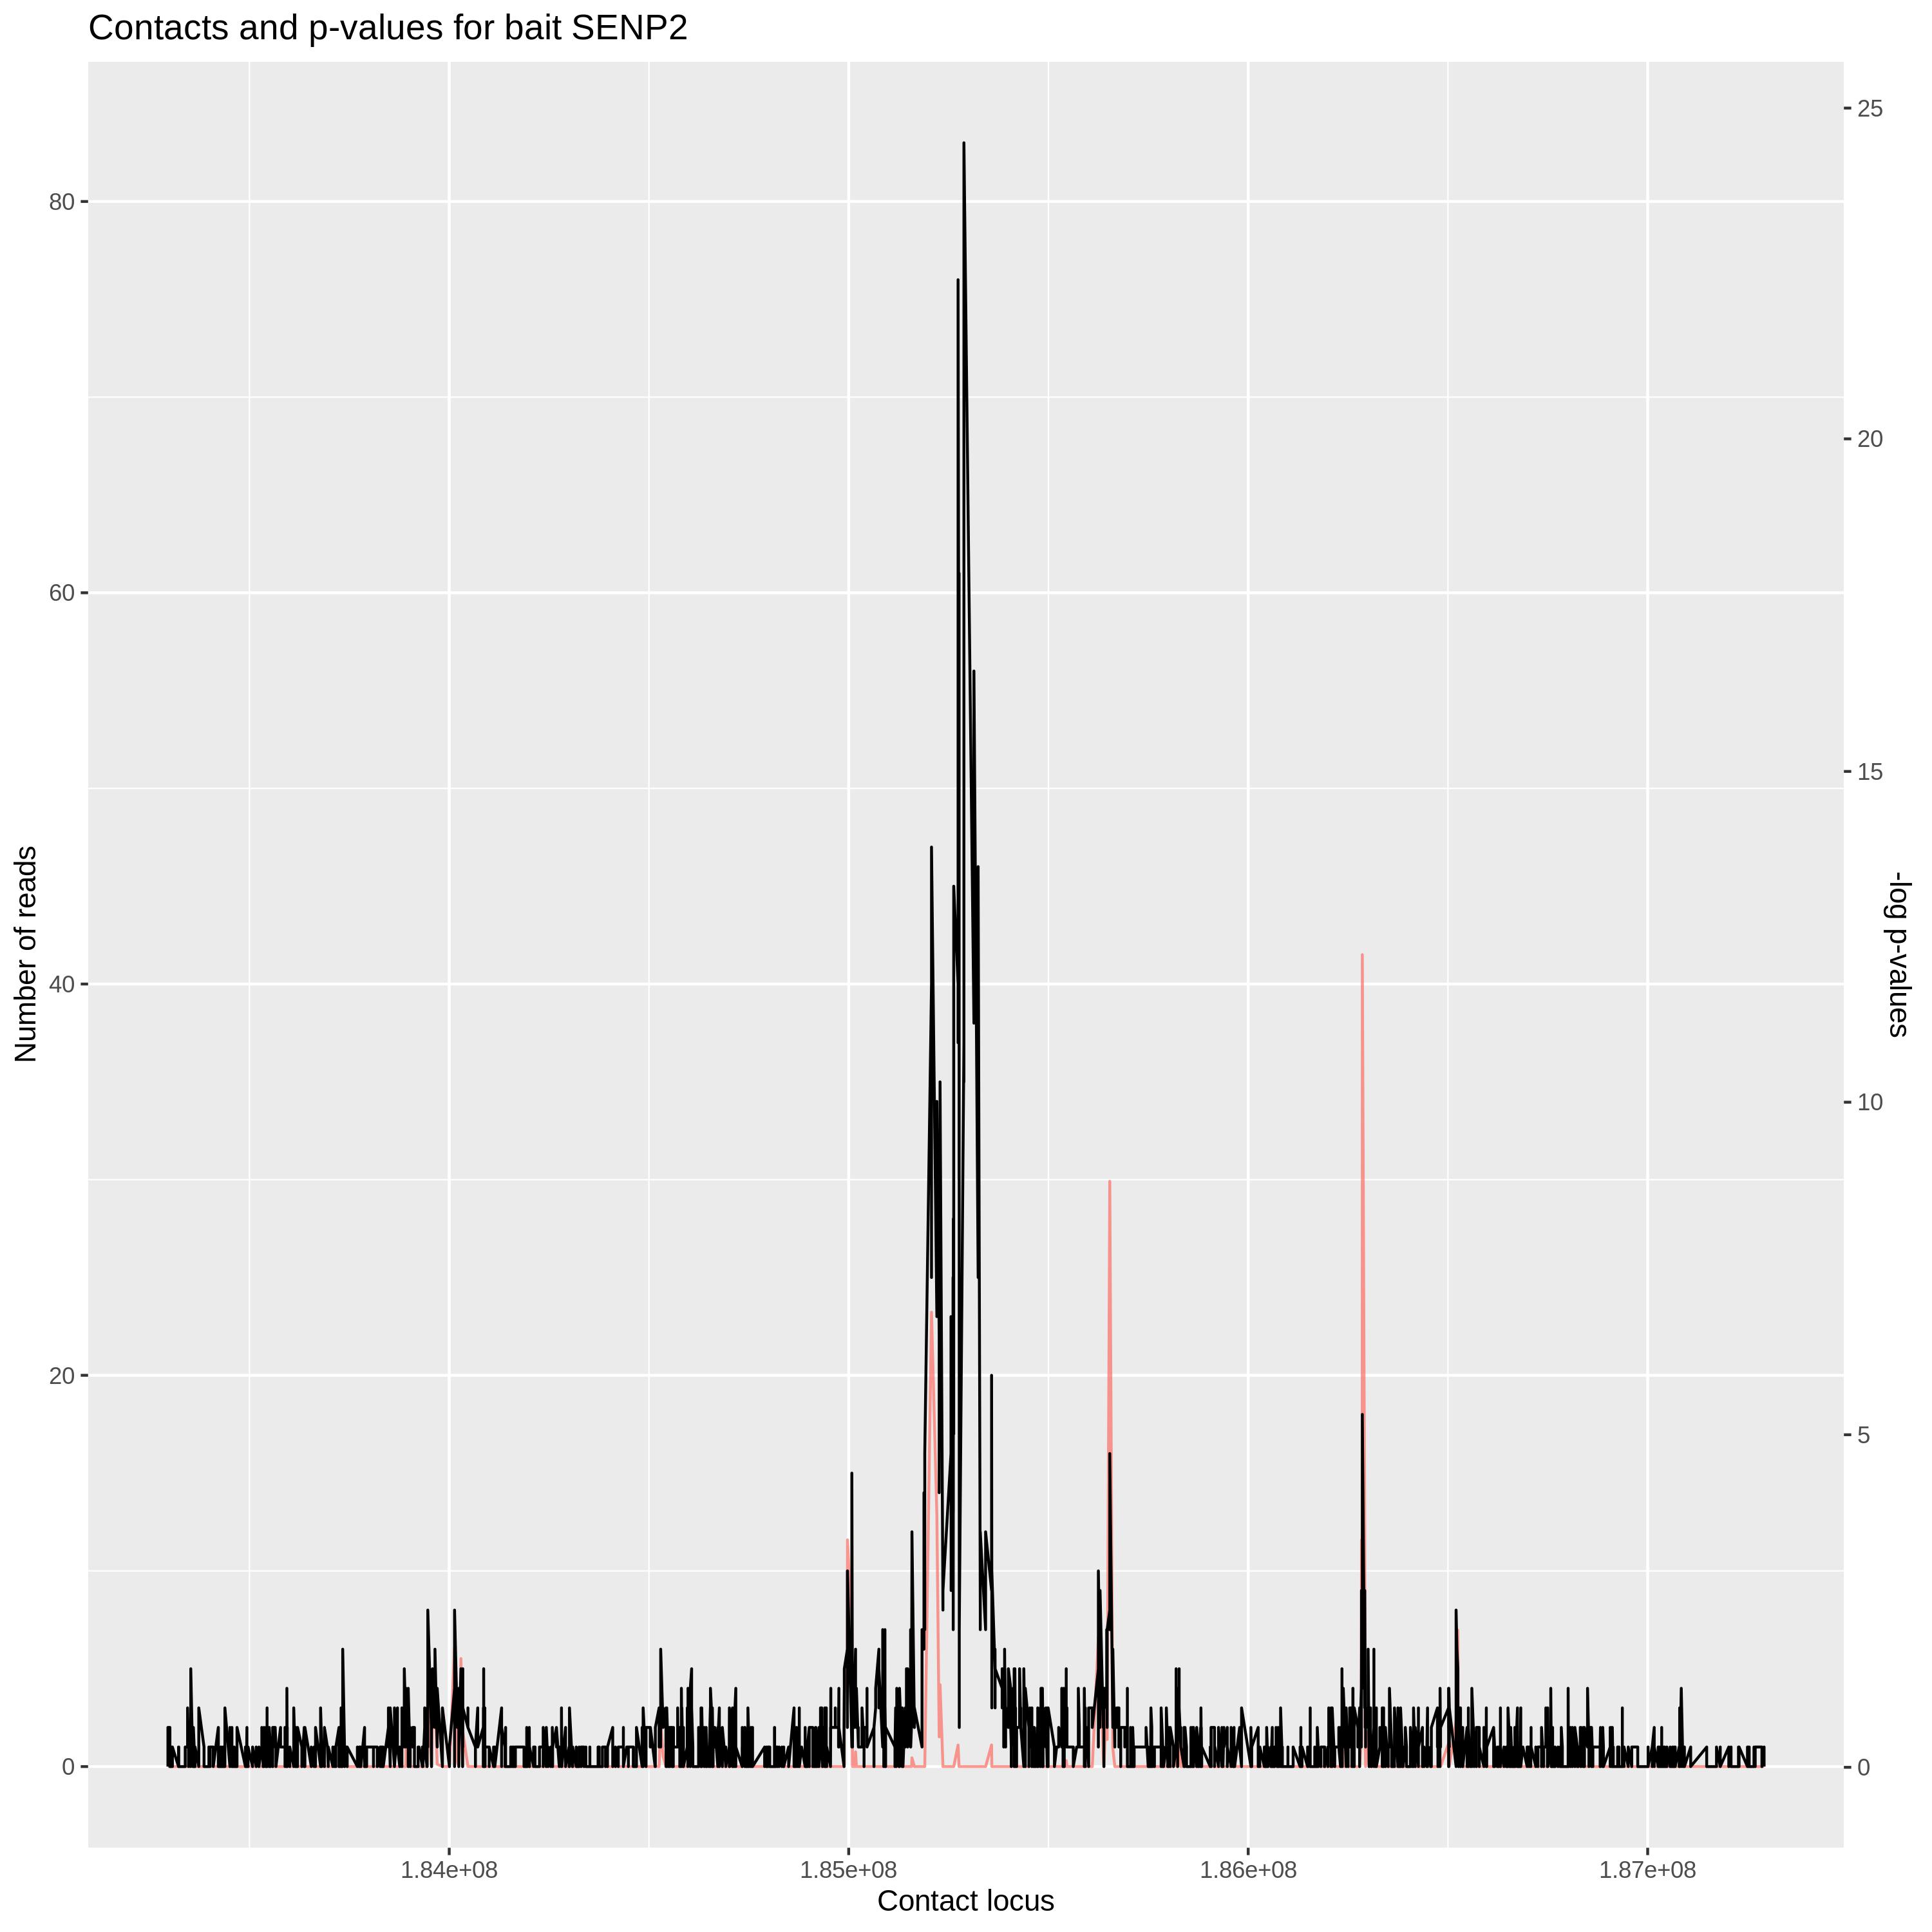 Contacts and p-values for bait SENP2
Number of reads
80
60
40
20
0
25
20
15
10
5
0
-log p-values
1.84e+08 1.85e+08 1.86e+08 1.87e+08
Contact locus